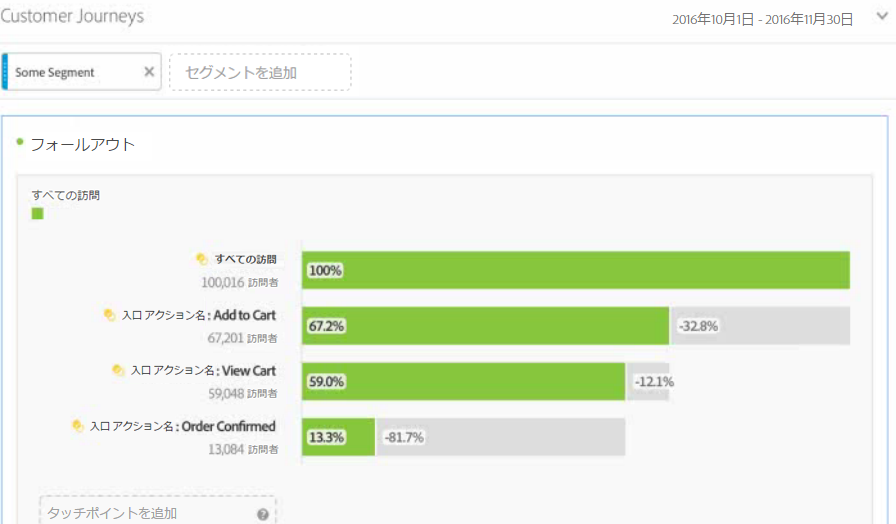 Customer Journeys
2016年10月1日 - 2016年11月30日
Some Segment
セグメントを追加
フォールアウト
すべての訪問
すべての訪問
100,016 訪問者
100%
入口 アクション名 : Add to Cart
67,201 訪問者
67.2%
-32.8%
入口 アクション名 : View Cart
59,048 訪問者
59.0%
-12.1%
入口 アクション名 : Order Confirmed
13,084 訪問者
13.3%
-81.7%
タッチポイントを追加